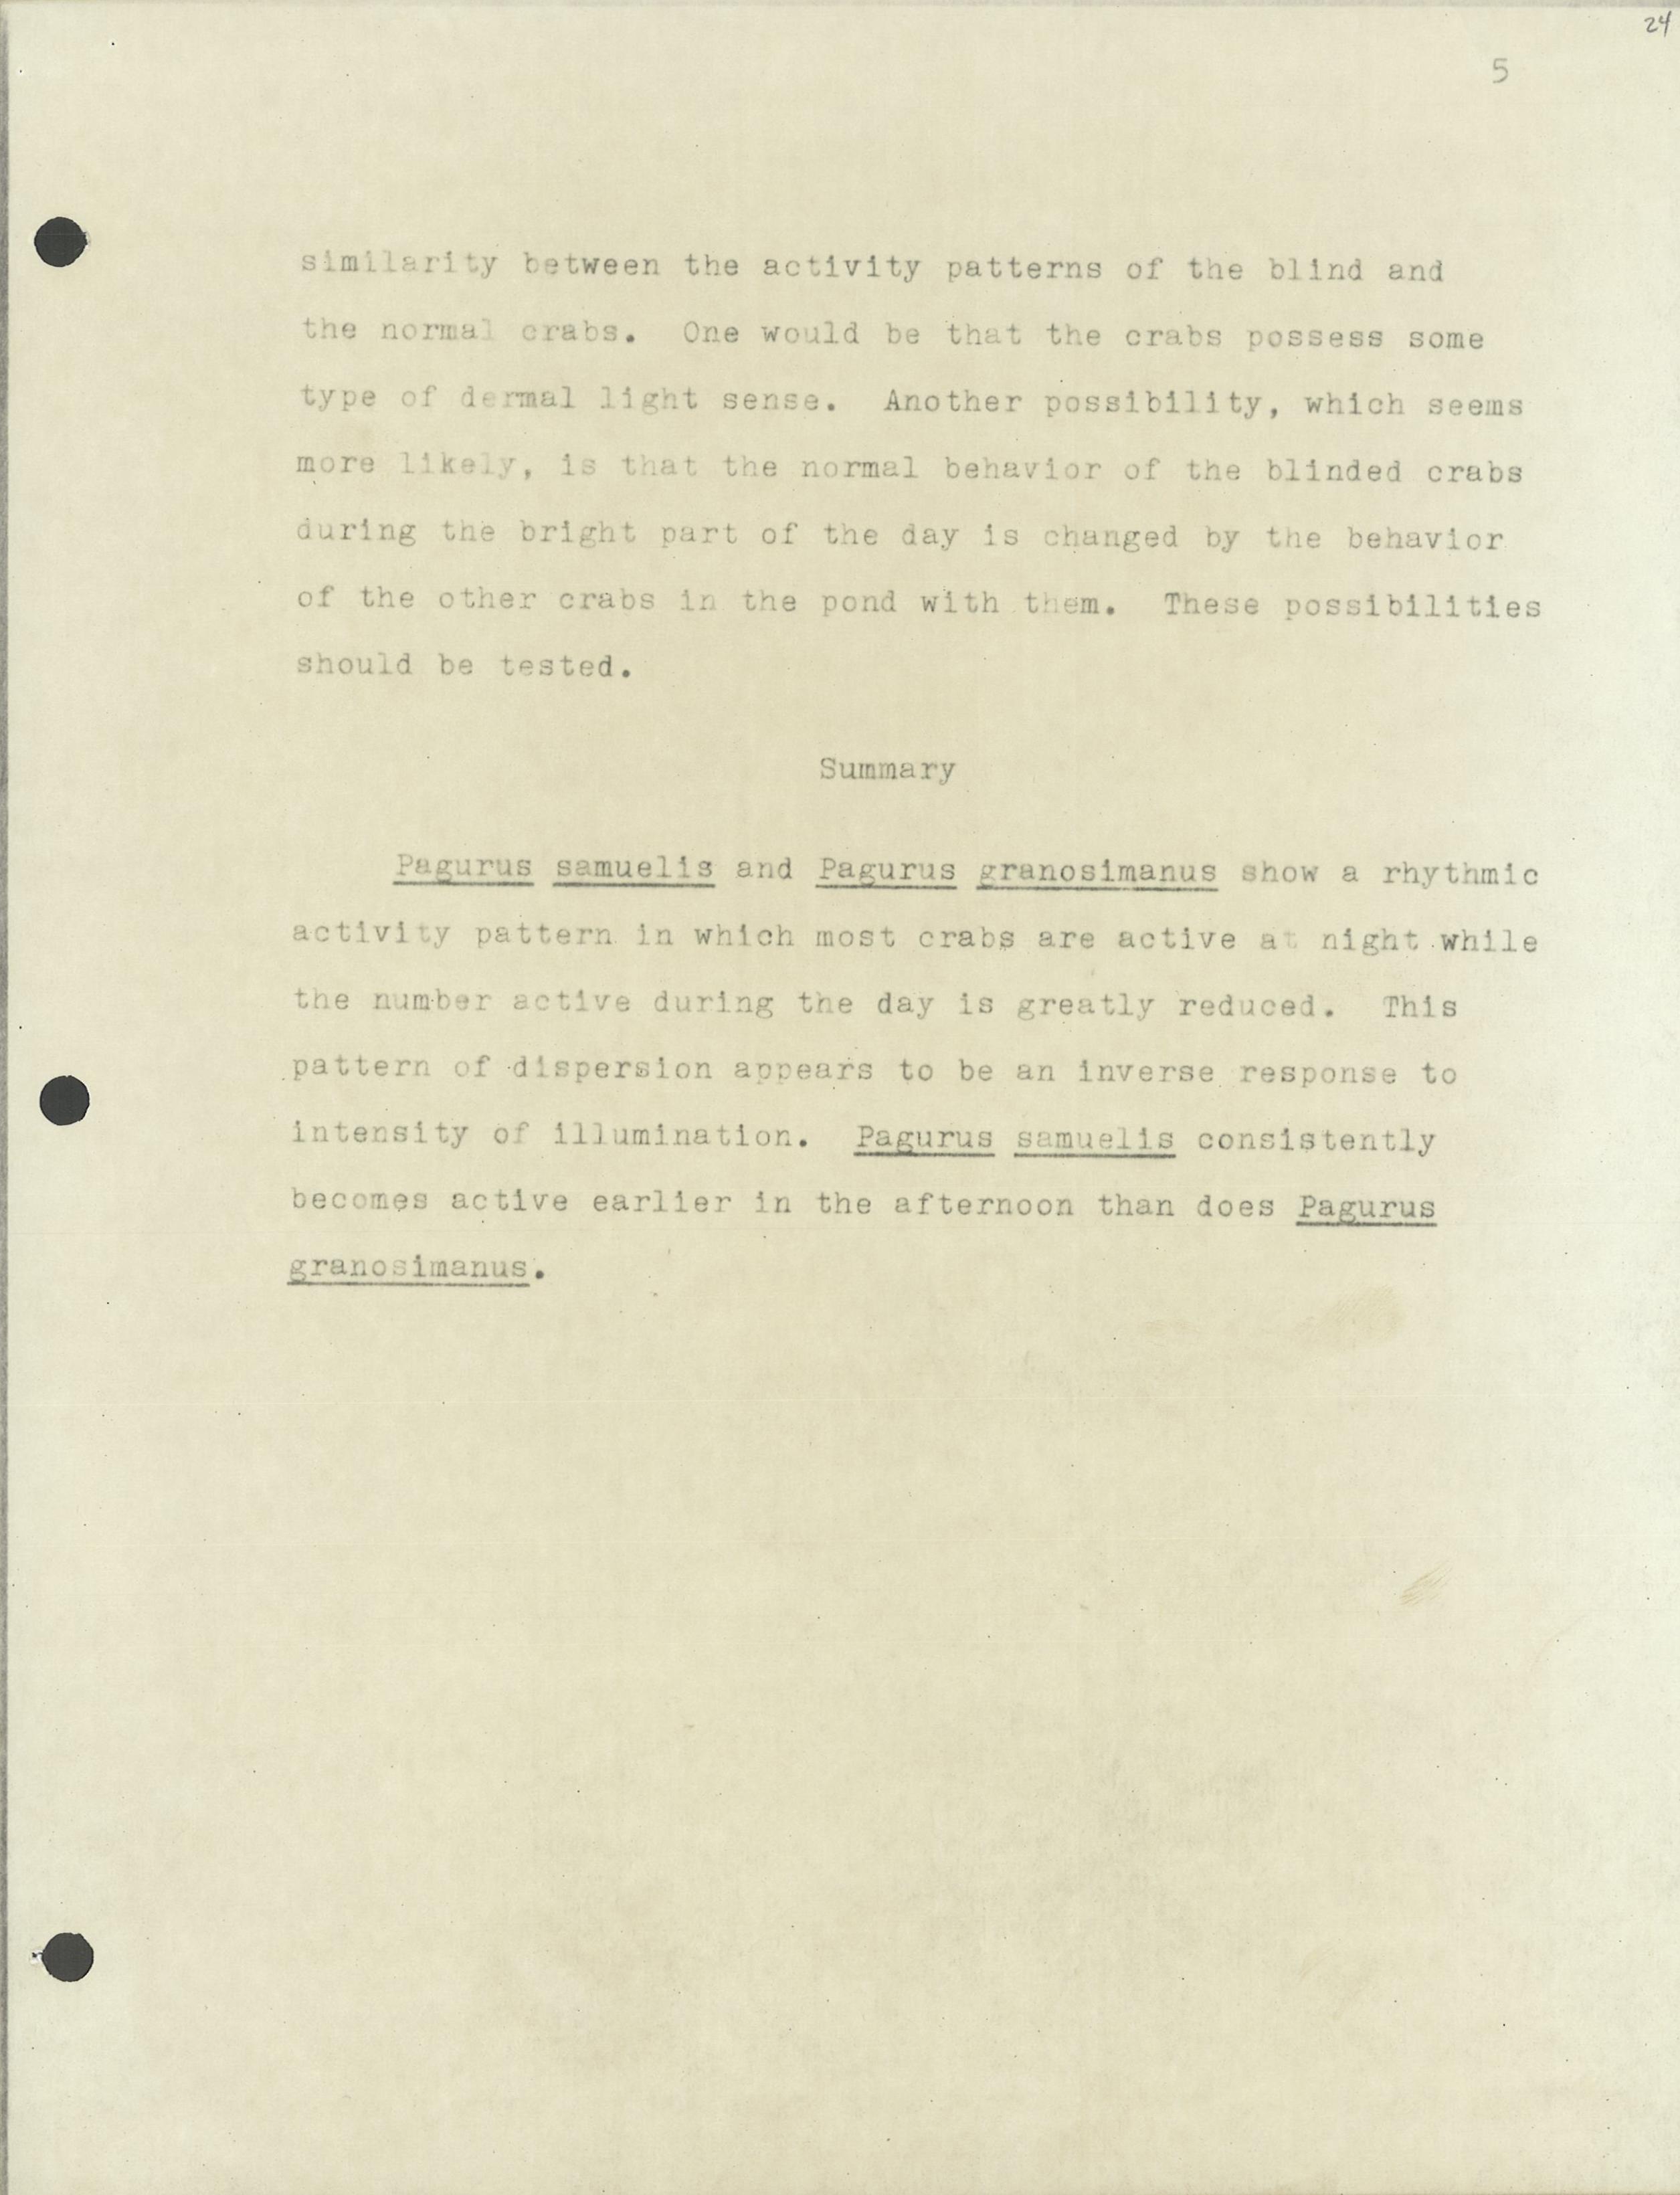 24
5
similarity between the activity patterns of the blind and
the normal crabs. One would be that the crabs possess some
type of dermal light sense. Another possibility, which seems
more likely, is that the normal behavior of the blinded crabs
during the bright part of the day is changed by the behavior
of the other crabs in the pond with them. These possibilities
should be tested.
Summary
Pagurus samuelis and Pagurus granosimanus show a rhythmic
activity pattern in which most crabs are active at night while
the number active during the day is greatly reduced. This
pattern of dispersion appears to be an inverse response to
intensity of illumination. Pagurus samuelis consistently
becomes active earlier in the afternoon than does Pagurus
granosimanus.